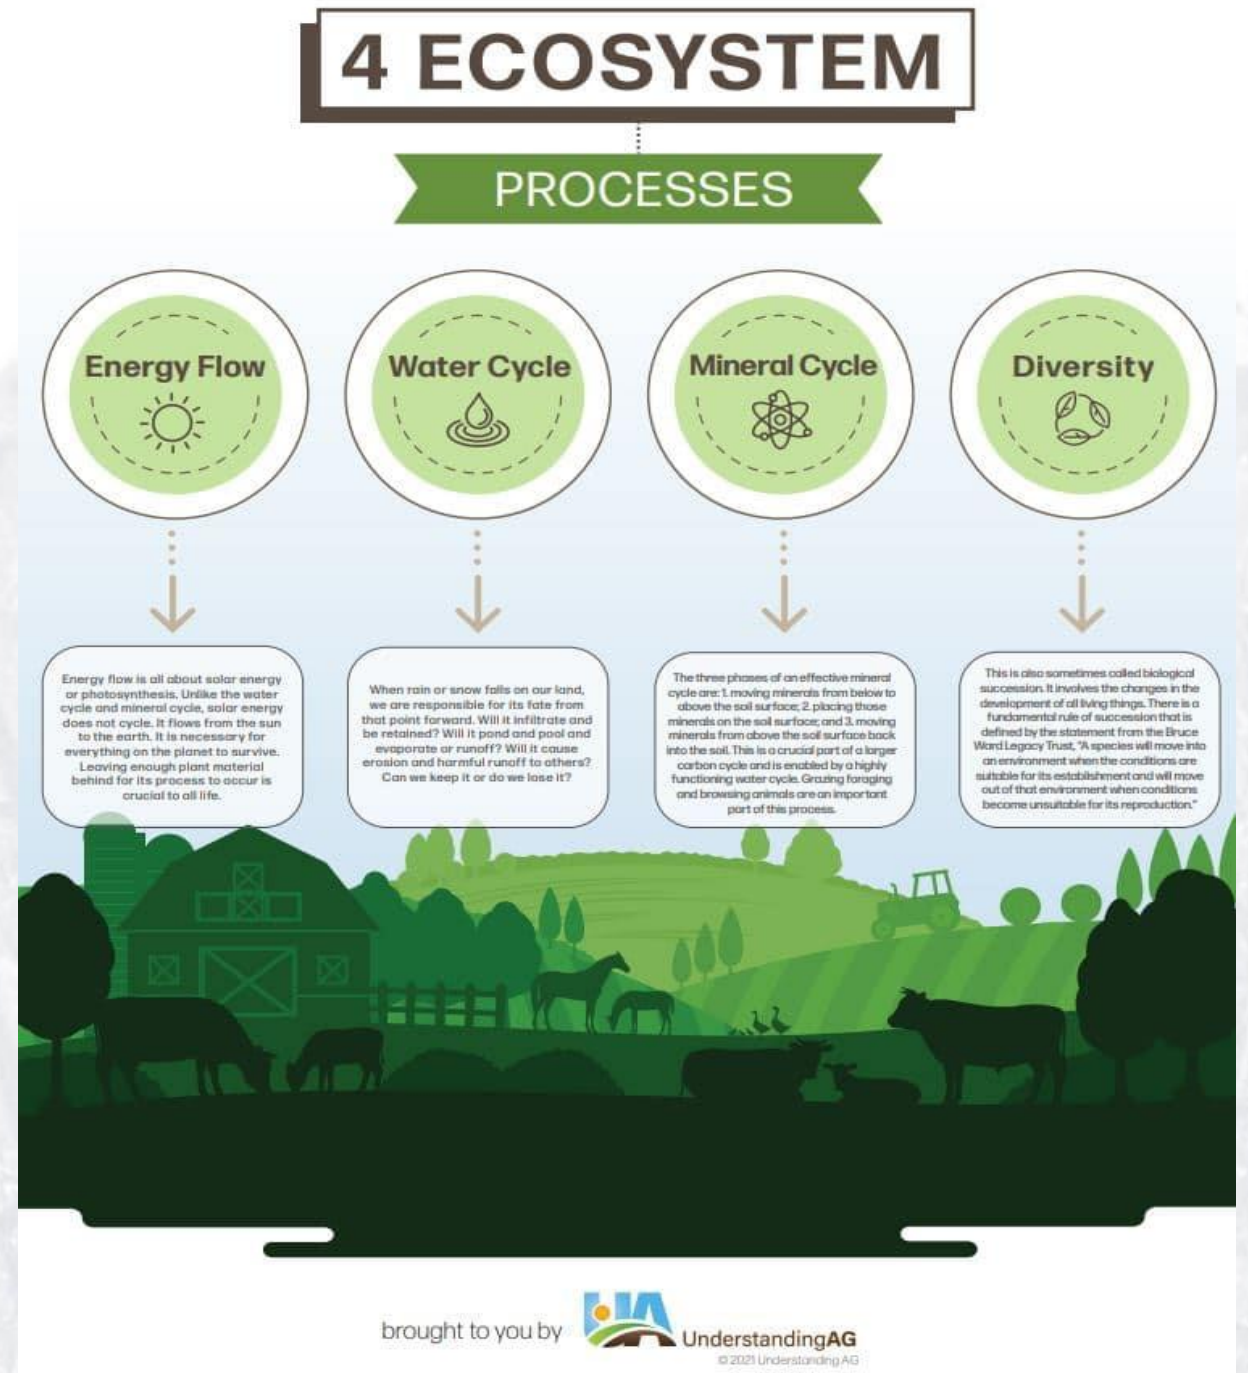 4 ECOSYSTEM
PROCESSES
Energy Flow
Energy flow is all about solar energy
or photosynthesis. Unlike the water
cycle and mineral cycle, solar energy
does not cycle. It flows from the sun
to the earth. It is necessary for
everything on the planet to survive.
Leaving enough plant material
behind for its process to occur is
crucial to all life.
Water Cycle
When rain or snow falls on our land,
we are responsible for its fate from
that point forward. Will it infiltrate and
be retained? Will it pond and pool and
evaporate or runoff? Will it cause
erosion and harmful runoff to others?
Can we keep it or do we lose it?
Mineral Cycle
The three phases of an effective mineral
cycle are: 1. moving minerals from below to
above the soil surface; 2. placing those
minerals on the soil surface; and 3. moving
minerals from above the soil surface back
into the soil. This is a crucial part of a larger
carbon cycle and is enabled by a highly
functioning water cycle. Grazing foraging
and browsing animals are an important
part of this process.
Diversity
This is also sometimes called biological
succession. It involves the changes in the
development of all living things. There is a
fundamental rule of succession that is
defined by the statement from the Bruce
Ward Legacy Trust, "A species will move into
an environment when the conditions are
suitable for its establishment and will move
out of that environment when conditions
become unsuitable for its reproduction."
brought to you by
UA
UnderstandingAG
© 2021 Understanding AG